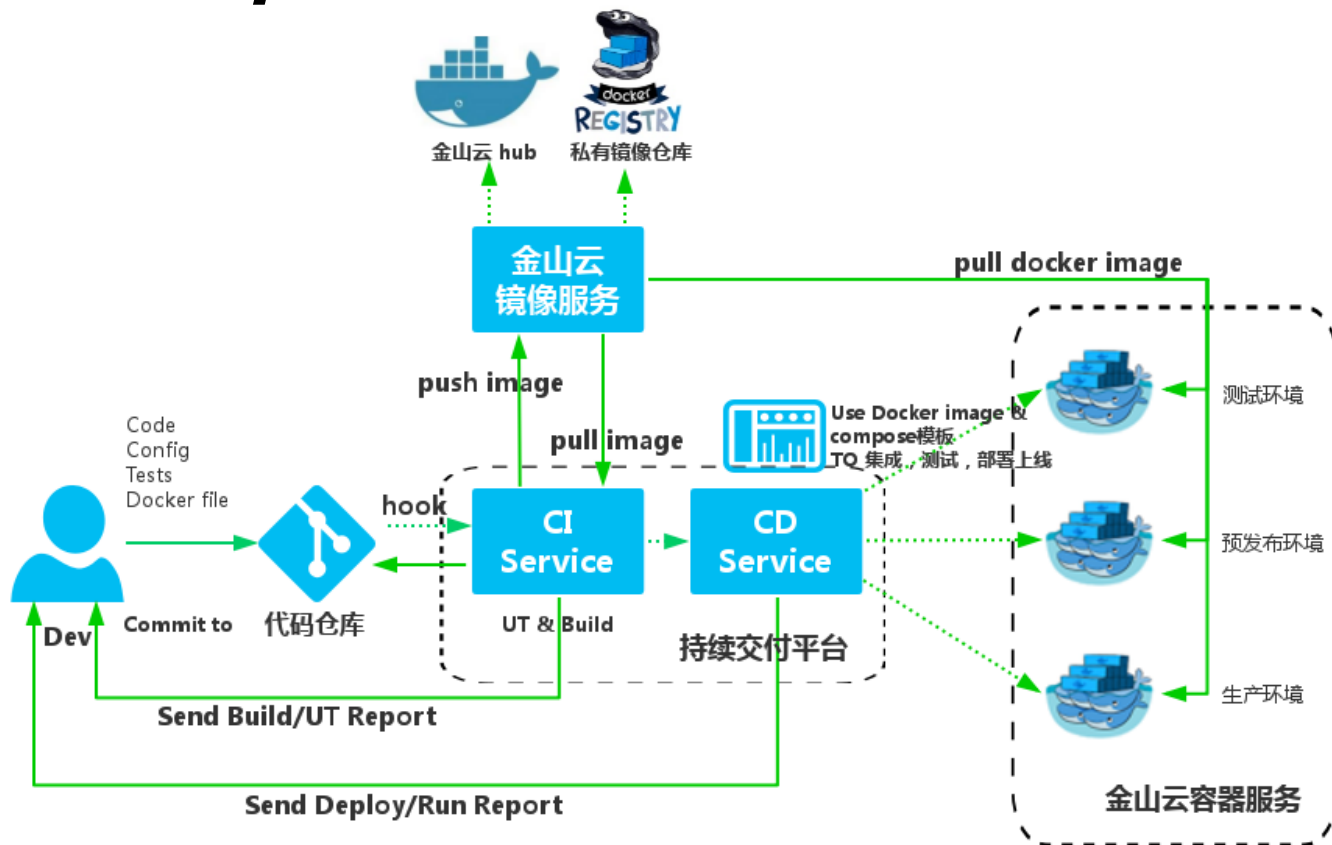 docker
REGISTRY
金山云 hub
私有镜像仓库
金山云
镜像服务
pull docker image
push image
pull image
Use Docker image &
compose模板
TO 集成，测试，部署上线
测试环境
Code
Config
Tests
Docker file
hook
CI
Service
CD
Service
预发布环境
Dev
Commit to
代码仓库
UT & Build
持续交付平台
生产环境
Send Build/UT Report
Send Deploy/Run Report
金山云容器服务